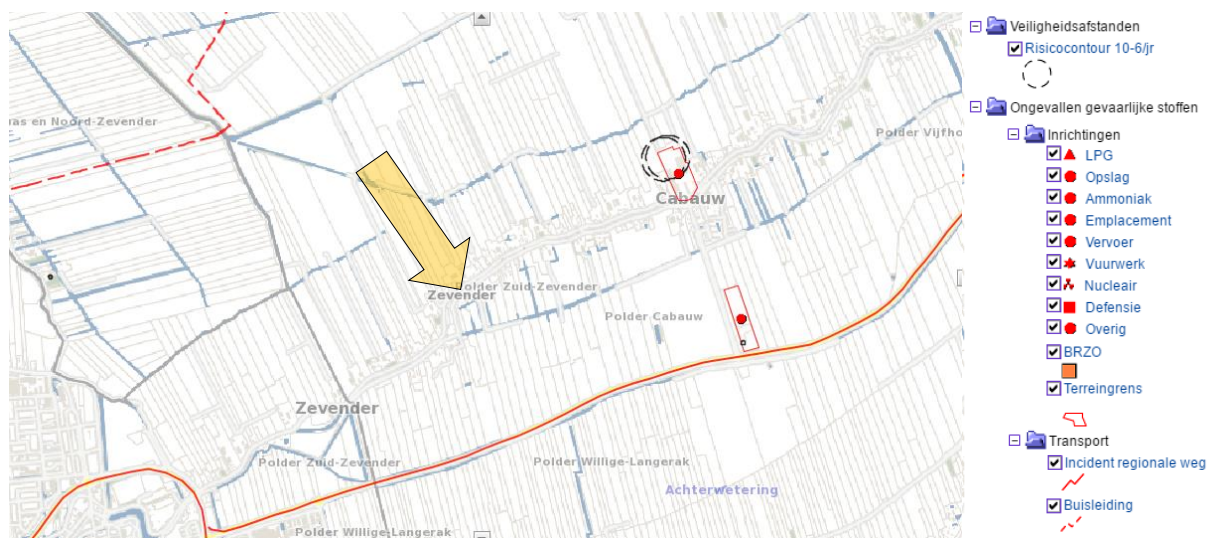 as en Noord-Zevender
Polder Vijfho
Cabauw
Polder Zuid-Zevender
Zevender
Polder Cabauw
Zevender
Polder Zuid-Zevender
Polder Willige-Langerak
Achterwetering
Polder Willige-Langerak
Veiligheidsafstanden
Risicocontour 10-6/jr
Ongevallen gevaarlijke stoffen
Inrichtingen
LPG
Opslag
Ammoniak
Emplacement
Vervoer
Vuurwerk
Nucleair
Defensie
Overig
BRZO
Terreingrens
Transport
Incident regionale weg
Buisleiding